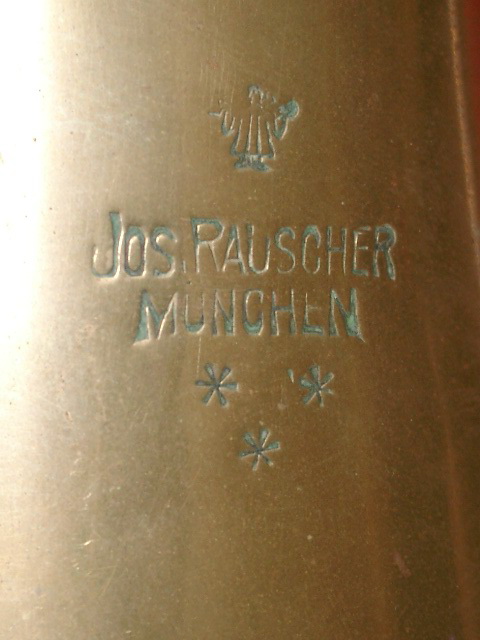 JOS. RAUSCHER
MÜNCHEN
* *
*